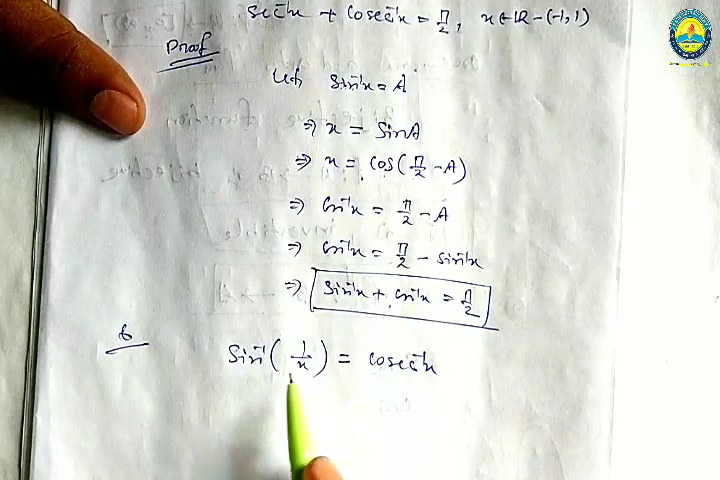 sec⁻¹x + cosec⁻¹x = π/2, x ∈ R - (-1, 1)
Proof
Let sin⁻¹x = A
⇒ x = sinA
⇒ x = cos(π/2 - A)
⇒ cos⁻¹x = π/2 - A
⇒ cos⁻¹x = π/2 - sin⁻¹x
⇒ sin⁻¹x + cos⁻¹x = π/2
6
sin⁻¹(1/x) = cosec⁻¹x